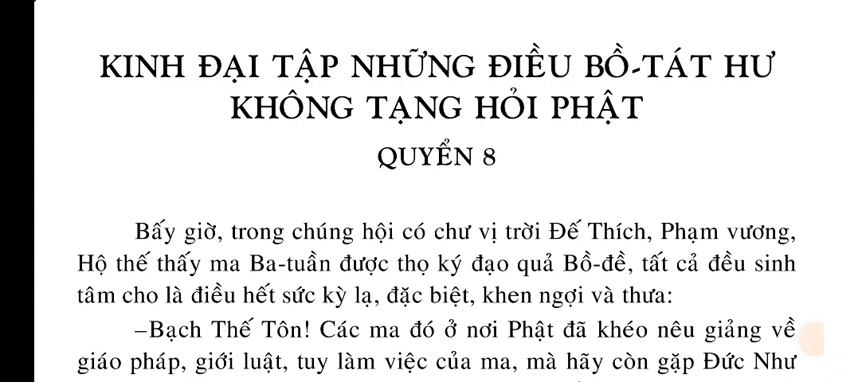 KINH ĐẠI TẬP NHỮNG ĐIỀU BỒ-TÁT HƯ
KHÔNG TẠNG HỎI PHẬT
QUYỂN 8
Bấy giờ, trong chúng hội có chư vị trời Đế Thích, Phạm vương,
Hộ thế thấy ma Ba-tuần được thọ ký đạo quả Bồ-đề, tất cả đều sinh
tâm cho là điều hết sức kỳ lạ, đặc biệt, khen ngợi và thưa:
–Bạch Thế Tôn! Các ma đó ở nơi Phật đã khéo nêu giảng về
giáo pháp, giới luật, tuy làm việc của ma, mà hãy còn gặp Đức Như